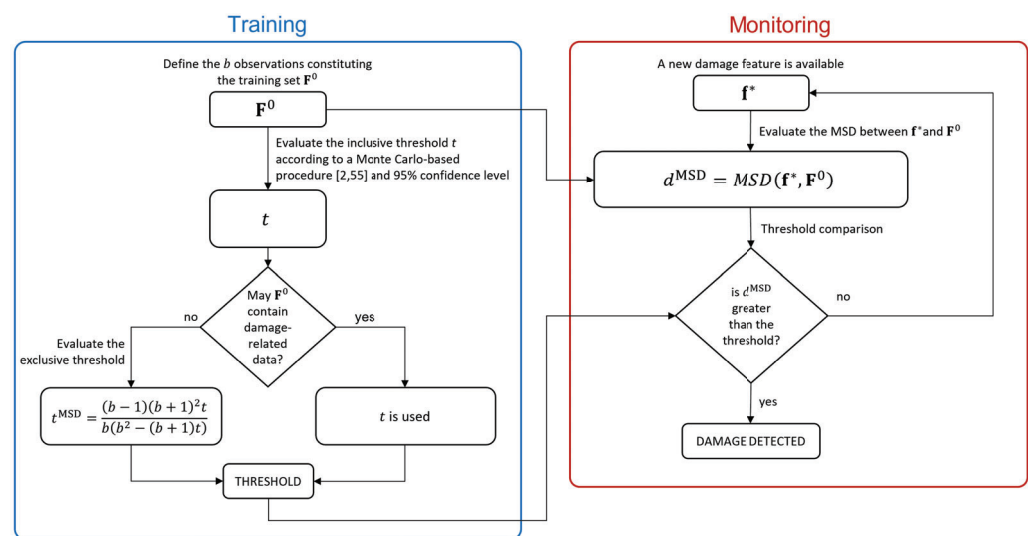 Training
Define the b observations constituting
the training set F⁰
F⁰
Evaluate the inclusive threshold t
according to a Monte Carlo-based
procedure [2,55] and 95% confidence level
t
May F⁰
contain
damage-
related
data?
no
yes
Evaluate the
exclusive threshold
t^MSD = (b − 1)(b + 1)²t / b(b² − (b + 1)t)
t is used
THRESHOLD
Monitoring
A new damage feature is available
f*
Evaluate the MSD between f* and F⁰
d^MSD = MSD(f*, F⁰)
Threshold comparison
is d^MSD
greater
than the
threshold?
no
yes
DAMAGE DETECTED